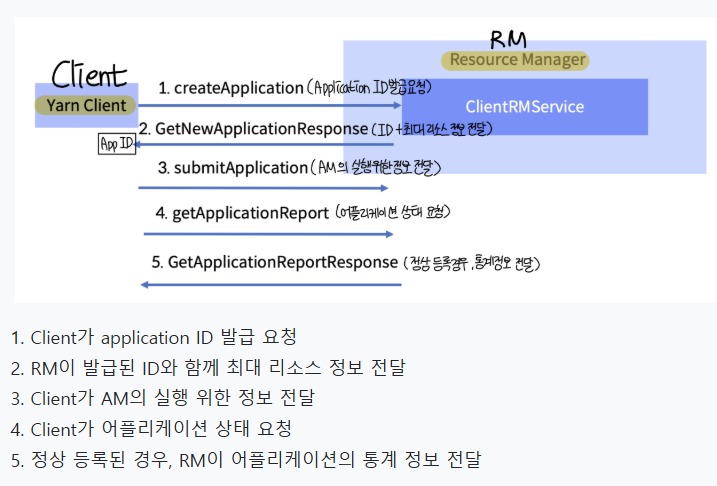 RM
Resource Manager
Client
Yarn Client
1. createApplication (Application ID발급요청)
ClientRMService
2. GetNewApplicationResponse (ID + 최대 리소스 정보 전달)
App ID
3. submitApplication (AM의 실행위한정보 전달)
4. getApplicationReport (어플리케이션 상태 요청)
5. GetApplicationReportResponse (정상 등록경우, 통계정보 전달)
1. Client가 application ID 발급 요청
2. RM이 발급된 ID와 함께 최대 리소스 정보 전달
3. Client가 AM의 실행 위한 정보 전달
4. Client가 어플리케이션 상태 요청
5. 정상 등록된 경우, RM이 어플리케이션의 통계 정보 전달